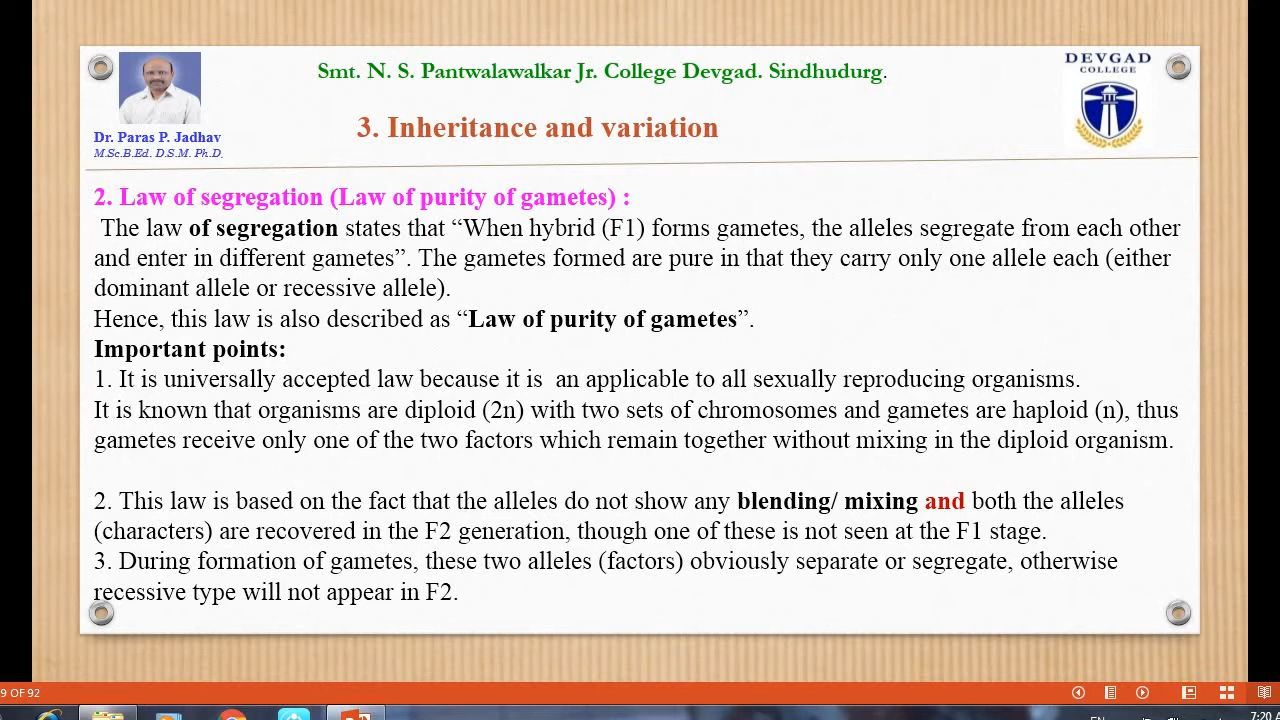 Smt. N. S. Pantwalawalkar Jr. College Devgad. Sindhudurg.
DEVGAD
COLLEGE
3. Inheritance and variation
Dr. Paras P. Jadhav
M.Sc.B.Ed. D.S.M. Ph.D.
2. Law of segregation (Law of purity of gametes) :
The law of segregation states that “When hybrid (F1) forms gametes, the alleles segregate from each other
and enter in different gametes”. The gametes formed are pure in that they carry only one allele each (either
dominant allele or recessive allele).
Hence, this law is also described as “Law of purity of gametes”.
Important points:
1. It is universally accepted law because it is an applicable to all sexually reproducing organisms.
It is known that organisms are diploid (2n) with two sets of chromosomes and gametes are haploid (n), thus
gametes receive only one of the two factors which remain together without mixing in the diploid organism.
2. This law is based on the fact that the alleles do not show any blending/ mixing and both the alleles
(characters) are recovered in the F2 generation, though one of these is not seen at the F1 stage.
3. During formation of gametes, these two alleles (factors) obviously separate or segregate, otherwise
recessive type will not appear in F2.
9 OF 92
7:20